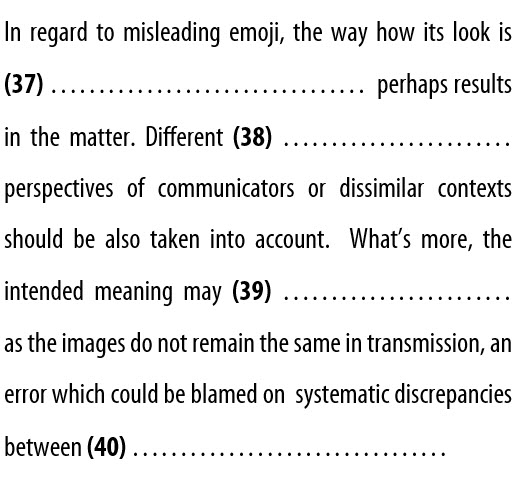 In regard to misleading emoji, the way how its look is
(37) ................................ perhaps results
in the matter. Different (38) ........................
perspectives of communicators or dissimilar contexts
should be also taken into account. What's more, the
intended meaning may (39) ........................
as the images do not remain the same in transmission, an
error which could be blamed on systematic discrepancies
between (40) ................................